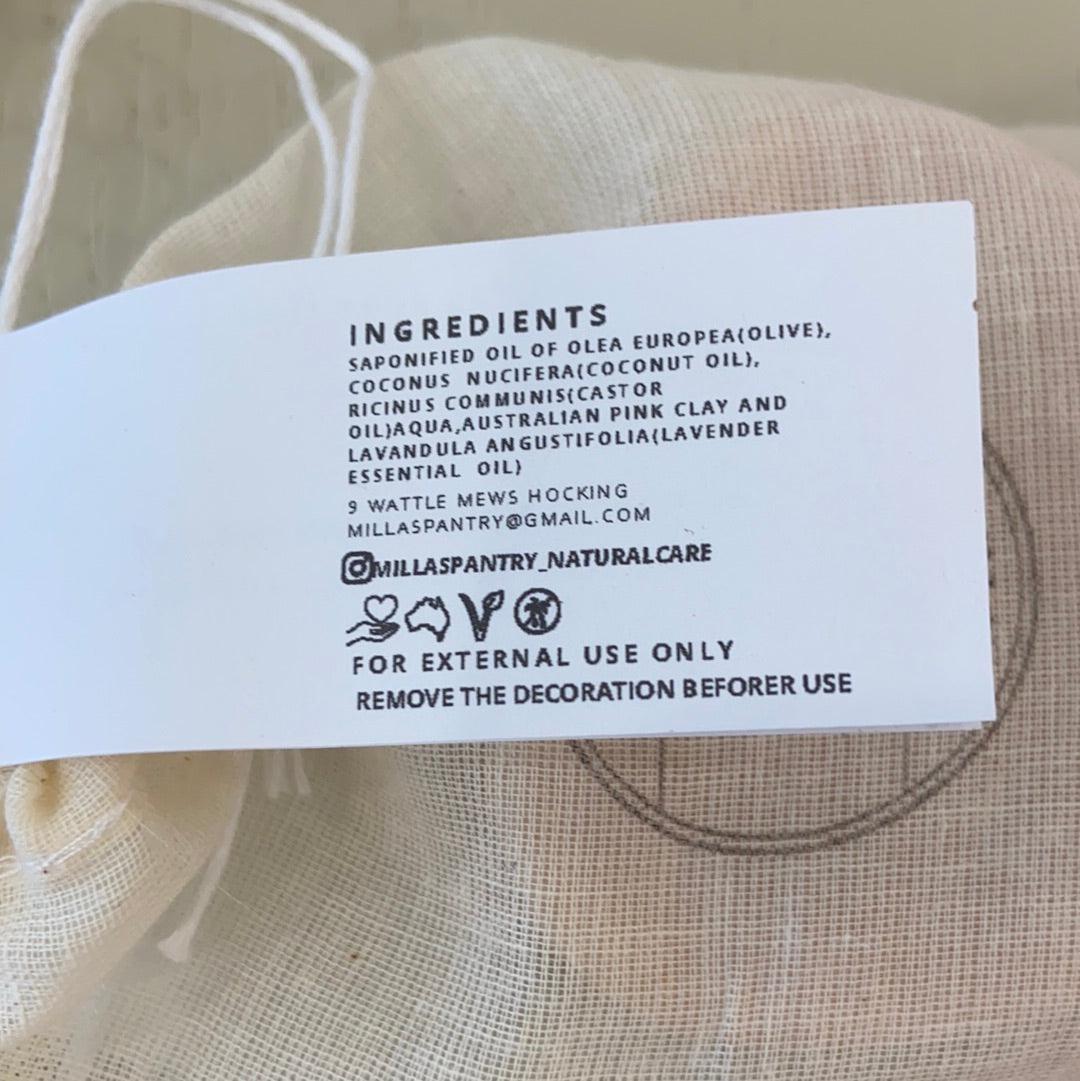 INGREDIENTS
SAPONIFIED OIL OF OLEA EUROPEA(OLIVE),
COCONUS NUCIFERA(COCONUT OIL),
RICINUS COMMUNIS(CASTOR
OIL)AQUA,AUSTRALIAN PINK CLAY AND
LAVANDULA ANGUSTIFOLIA(LAVENDER
ESSENTIAL OIL)
9 WATTLE MEWS HOCKING
MILLASPANTRY@GMAIL.COM
MILLASPANTRY_NATURALCARE
FOR EXTERNAL USE ONLY
REMOVE THE DECORATION BEFORER USE